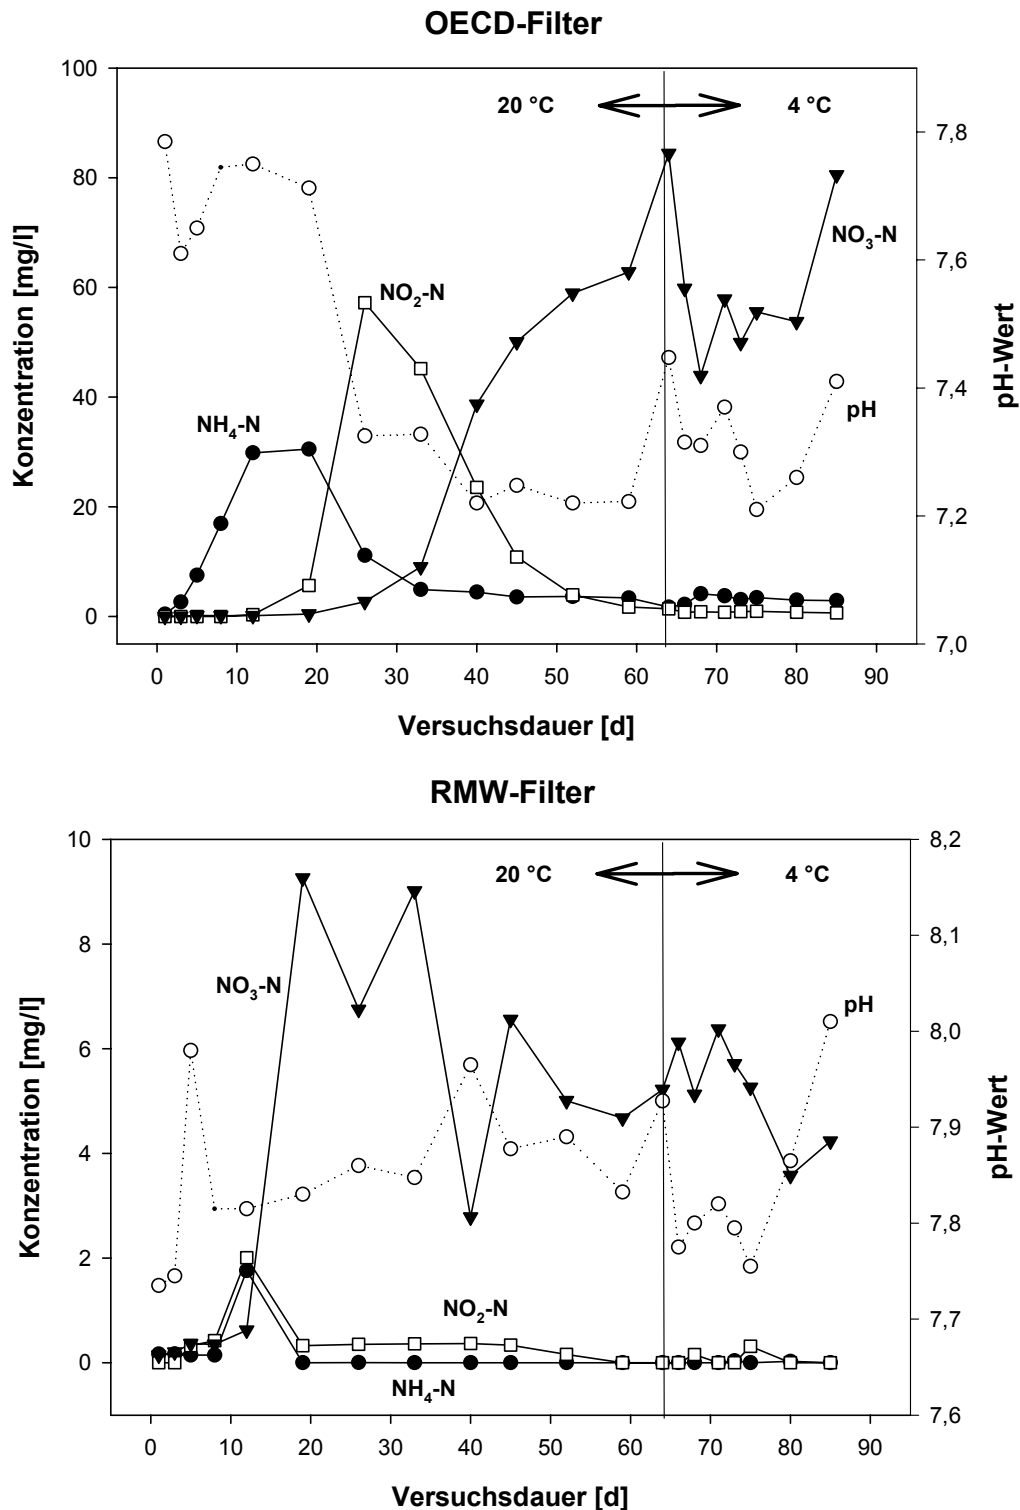 OECD-Filter
100
80
60
40
20
0
Konzentration [mg/l]
20 °C
4 °C
NO3-N
NO2-N
NH4-N
pH
7,8
7,6
7,4
7,2
7,0
pH-Wert
0 10 20 30 40 50 60 70 80 90
Versuchsdauer [d]
RMW-Filter
10
8
6
4
2
0
Konzentration [mg/l]
20 °C
4 °C
NO3-N
pH
NO2-N
NH4-N
8,2
8,1
8,0
7,9
7,8
7,7
7,6
pH-Wert
0 10 20 30 40 50 60 70 80 90
Versuchsdauer [d]